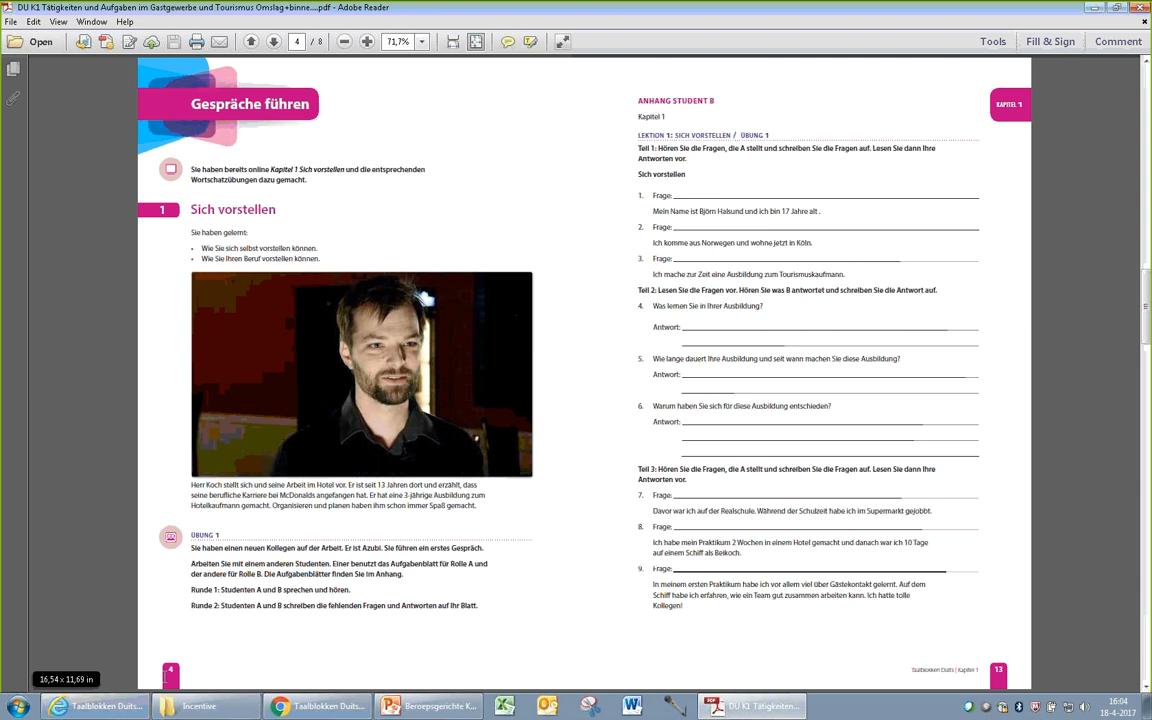 DU K1 Tätigkeiten und Aufgaben im Gastgewerbe und Tourismus Omslag+binne....pdf - Adobe Reader
File Edit View Window Help
Open 4 / 8 71,7% Tools Fill & Sign Comment
Gespräche führen
Sie haben bereits online Kapitel 1 Sich vorstellen und die entsprechenden
Wortschatzübungen dazu gemacht.
1 Sich vorstellen
Sie haben gelernt:
• Wie Sie sich selbst vorstellen können.
• Wie Sie Ihren Beruf vorstellen können.
Herr Koch stellt sich und seine Arbeit im Hotel vor. Er ist seit 13 Jahren dort und erzählt, dass
seine berufliche Karriere bei McDonalds angefangen hat. Er hat eine 3-jährige Ausbildung zum
Hotelkaufmann gemacht. Organisieren und planen haben ihm schon immer Spaß gemacht.
ÜBUNG 1
Sie haben einen neuen Kollegen auf der Arbeit. Er ist Azubi. Sie führen ein erstes Gespräch.
Arbeiten Sie mit einem anderen Studenten. Einer benutzt das Aufgabenblatt für Rolle A und
der andere für Rolle B. Die Aufgabenblätter finden Sie im Anhang.
Runde 1: Studenten A und B sprechen und hören.
Runde 2: Studenten A und B schreiben die fehlenden Fragen und Antworten auf Ihr Blatt.
4
ANHANG STUDENT B
KAPITEL 1
Kapitel 1
LEKTION 1: SICH VORSTELLEN / ÜBUNG 1
Teil 1: Hören Sie die Fragen, die A stellt und schreiben Sie die Fragen auf. Lesen Sie dann Ihre
Antworten vor.
Sich vorstellen
1. Frage:
Mein Name ist Björn Halsund und ich bin 17 Jahre alt .
2. Frage:
Ich komme aus Norwegen und wohne jetzt in Köln.
3. Frage:
Ich mache zur Zeit eine Ausbildung zum Tourismuskaufmann.
Teil 2: Lesen Sie die Fragen vor. Hören Sie was B antwortet und schreiben Sie die Antwort auf.
4. Was lernen Sie in Ihrer Ausbildung?
Antwort:
5. Wie lange dauert Ihre Ausbildung und seit wann machen Sie diese Ausbildung?
Antwort:
6. Warum haben Sie sich für diese Ausbildung entschieden?
Antwort:
Teil 3: Hören Sie die Fragen, die A stellt und schreiben Sie die Fragen auf. Lesen Sie dann Ihre
Antworten vor.
7. Frage:
Davor war ich auf der Realschule. Während der Schulzeit habe ich im Supermarkt gejobbt.
8. Frage:
Ich habe mein Praktikum 2 Wochen in einem Hotel gemacht und danach war ich 10 Tage
auf einem Schiff als Beikoch.
9. Frage:
In meinem ersten Praktikum habe ich vor allem viel über Gästekontakt gelernt. Auf dem
Schiff habe ich erfahren, wie ein Team gut zusammen arbeiten kann. Ich hatte tolle
Kollegen!
Taalblokken Duits | Kapitel 1 13
16,54 x 11,69 in
Taalblokken Duits... Incentive Taalblokken Duits... Beroepsgerichte K... DU K1 Tätigkeiten...
16:04
18-4-2017